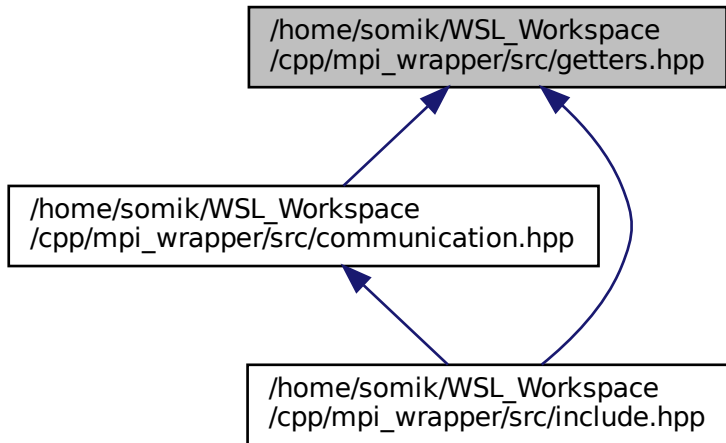 /home/somik/WSL_Workspace
/cpp/mpi_wrapper/src/getters.hpp
/home/somik/WSL_Workspace
/cpp/mpi_wrapper/src/communication.hpp
/home/somik/WSL_Workspace
/cpp/mpi_wrapper/src/include.hpp